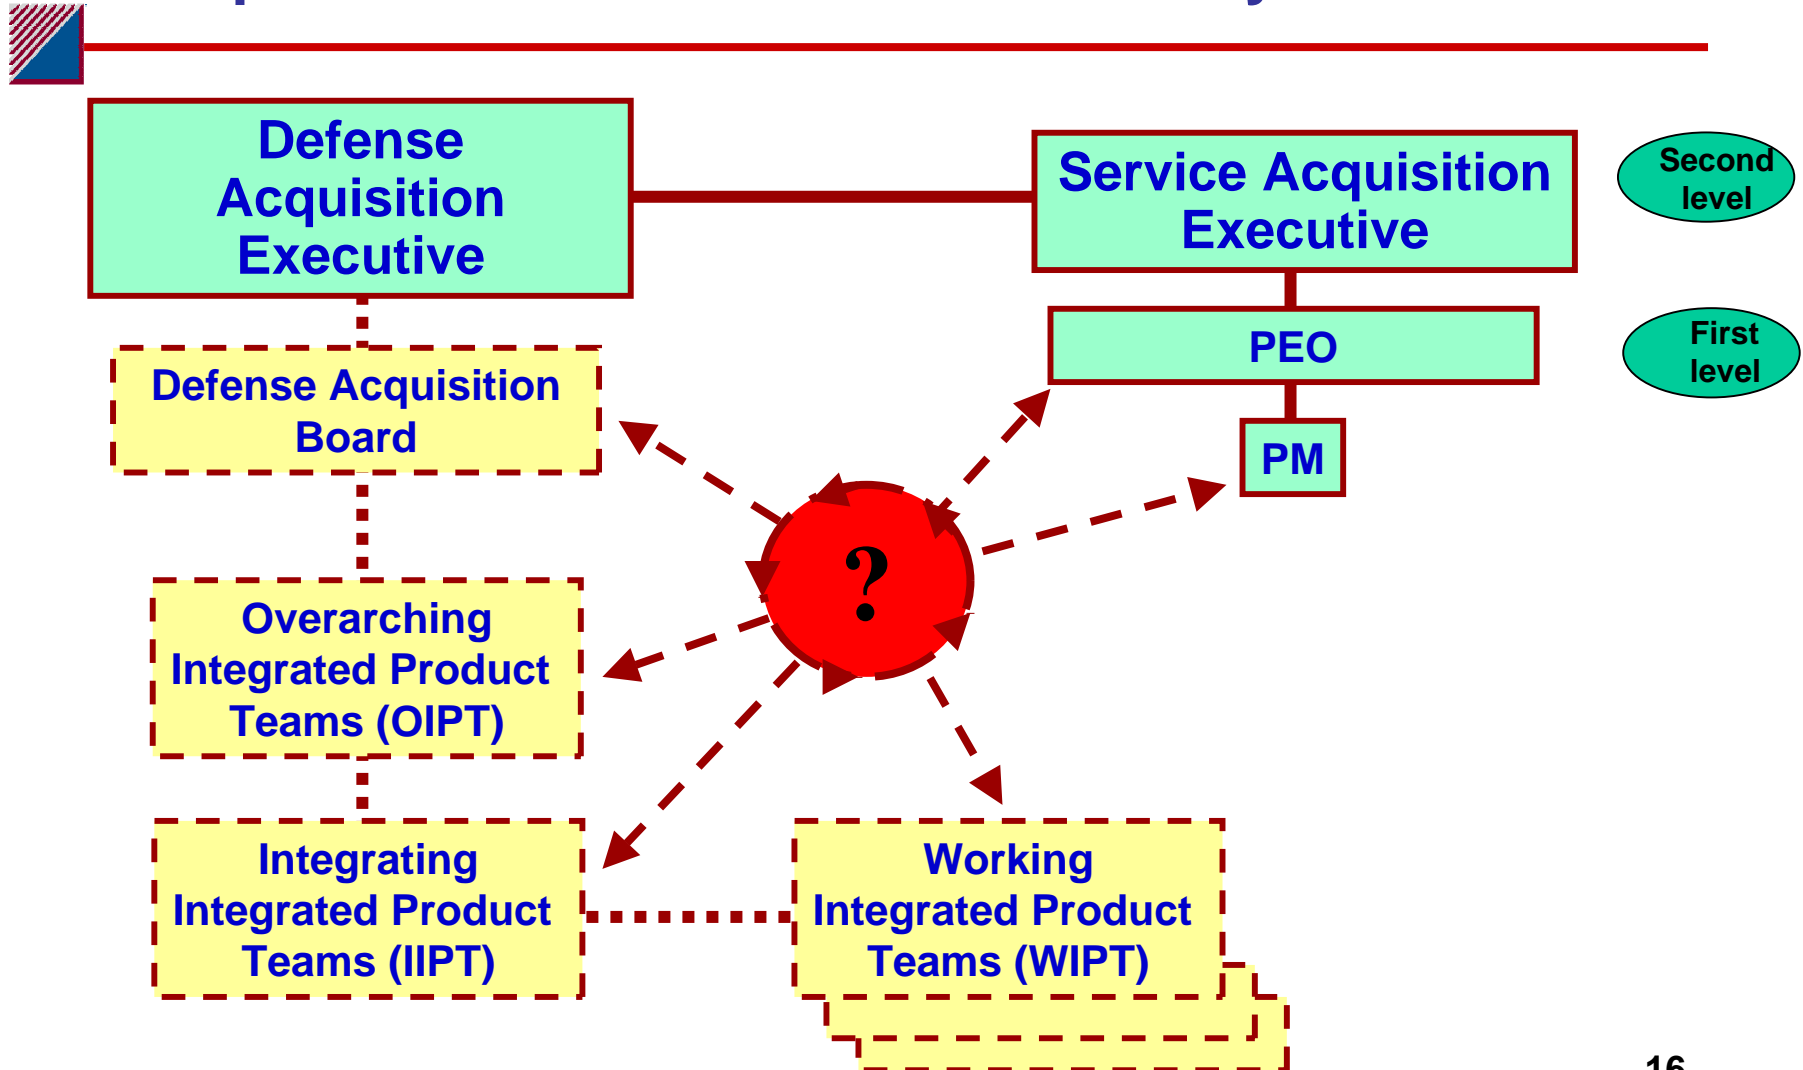 Defense
Acquisition
Executive
Service Acquisition
Executive
Second
level
PEO
First
level
Defense Acquisition
Board
PM
?
Overarching
Integrated Product
Teams (OIPT)
Integrating
Integrated Product
Teams (IIPT)
Working
Integrated Product
Teams (WIPT)
16